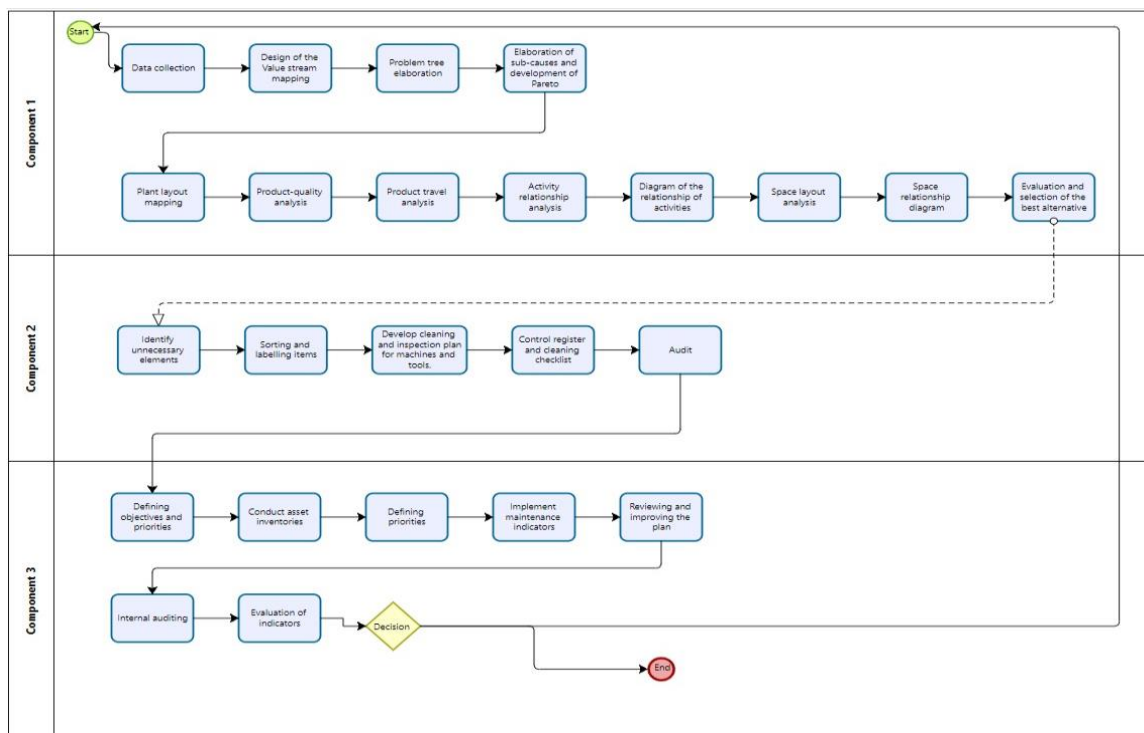 Start
Component 1
Data collection
Design of the
Value stream
mapping
Problem tree
elaboration
Elaboration of
sub-causes and
development of
Pareto
Plant layout
mapping
Product-quality
analysis
Product travel
analysis
Activity
relationship
analysis
Diagram of the
relationship of
activities
Space layout
analysis
Space
relationship
diagram
Evaluation and
selection of the
best alternative
Component 2
Identify
unnecessary
elements
Sorting and
labelling items
Develop cleaning
and inspection plan
for machines and
tools.
Control register
and cleaning
checklist
Audit
Component 3
Defining
objectives and
priorities
Conduct asset
inventories
Defining
priorities
Implement
maintenance
indicators
Reviewing and
improving the
plan
Internal auditing
Evaluation of
indicators
Decision
End